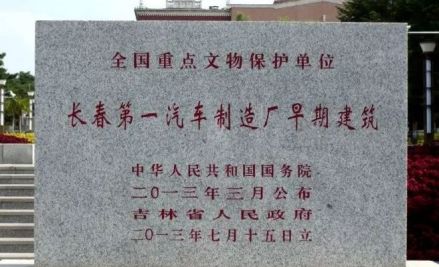 全国重点文物保护单位
长春第一汽车制造厂早期建筑
中华人民共和国国务院
二〇一三年三月公布
吉林省人民政府
二〇一三年七月十五日立